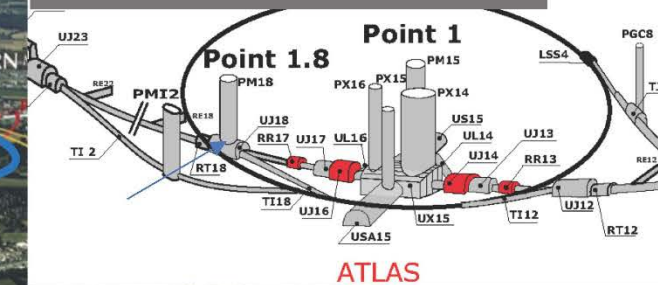 RN
UJ23
RE22
PMI2
TI 2
Point 1.8
PM18
RE18
UJ18
RT18
RR17
UJ17
UL16
TI18
UJ16
Point 1
PX16
PX15
PM15
PX14
US15
UL14
UJ14
UJ13
RR13
UX15
USA15
TI12
UJ12
RT12
RE12
LSS4
PGC8
ATLAS